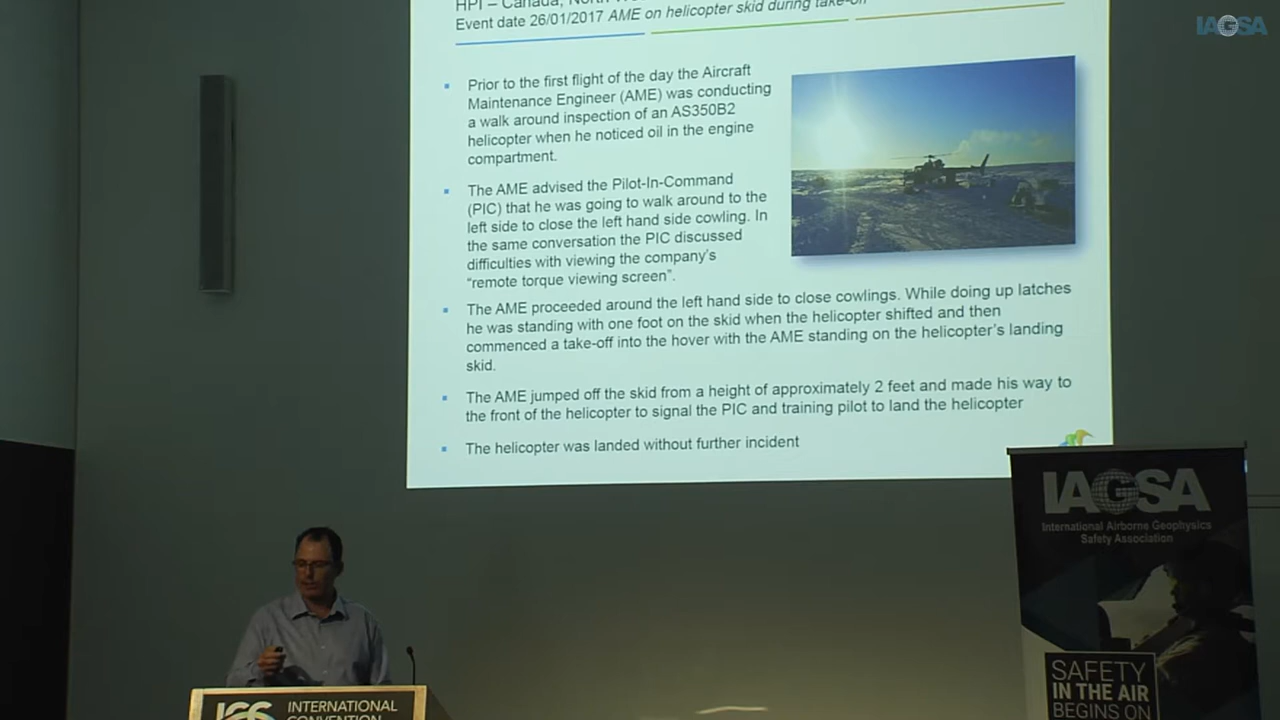 IAGSA
HPI – Canada, North
Event date 26/01/2017 AME on helicopter skid during take-off
Prior to the first flight of the day the Aircraft
Maintenance Engineer (AME) was conducting
a walk around inspection of an AS350B2
helicopter when he noticed oil in the engine
compartment.
The AME advised the Pilot-In-Command
(PIC) that he was going to walk around to the
left side to close the left hand side cowling. In
the same conversation the PIC discussed
difficulties with viewing the company's
"remote torque viewing screen".
The AME proceeded around the left hand side to close cowlings. While doing up latches
he was standing with one foot on the skid when the helicopter shifted and then
commenced a take-off into the hover with the AME standing on the helicopter's landing
skid.
The AME jumped off the skid from a height of approximately 2 feet and made his way to
the front of the helicopter to signal the PIC and training pilot to land the helicopter
The helicopter was landed without further incident
IAGSA
International Airborne Geophysics
Safety Association
SAFETY
IN THE AIR
BEGINS ON
INTERNATIONAL
CONVENTION